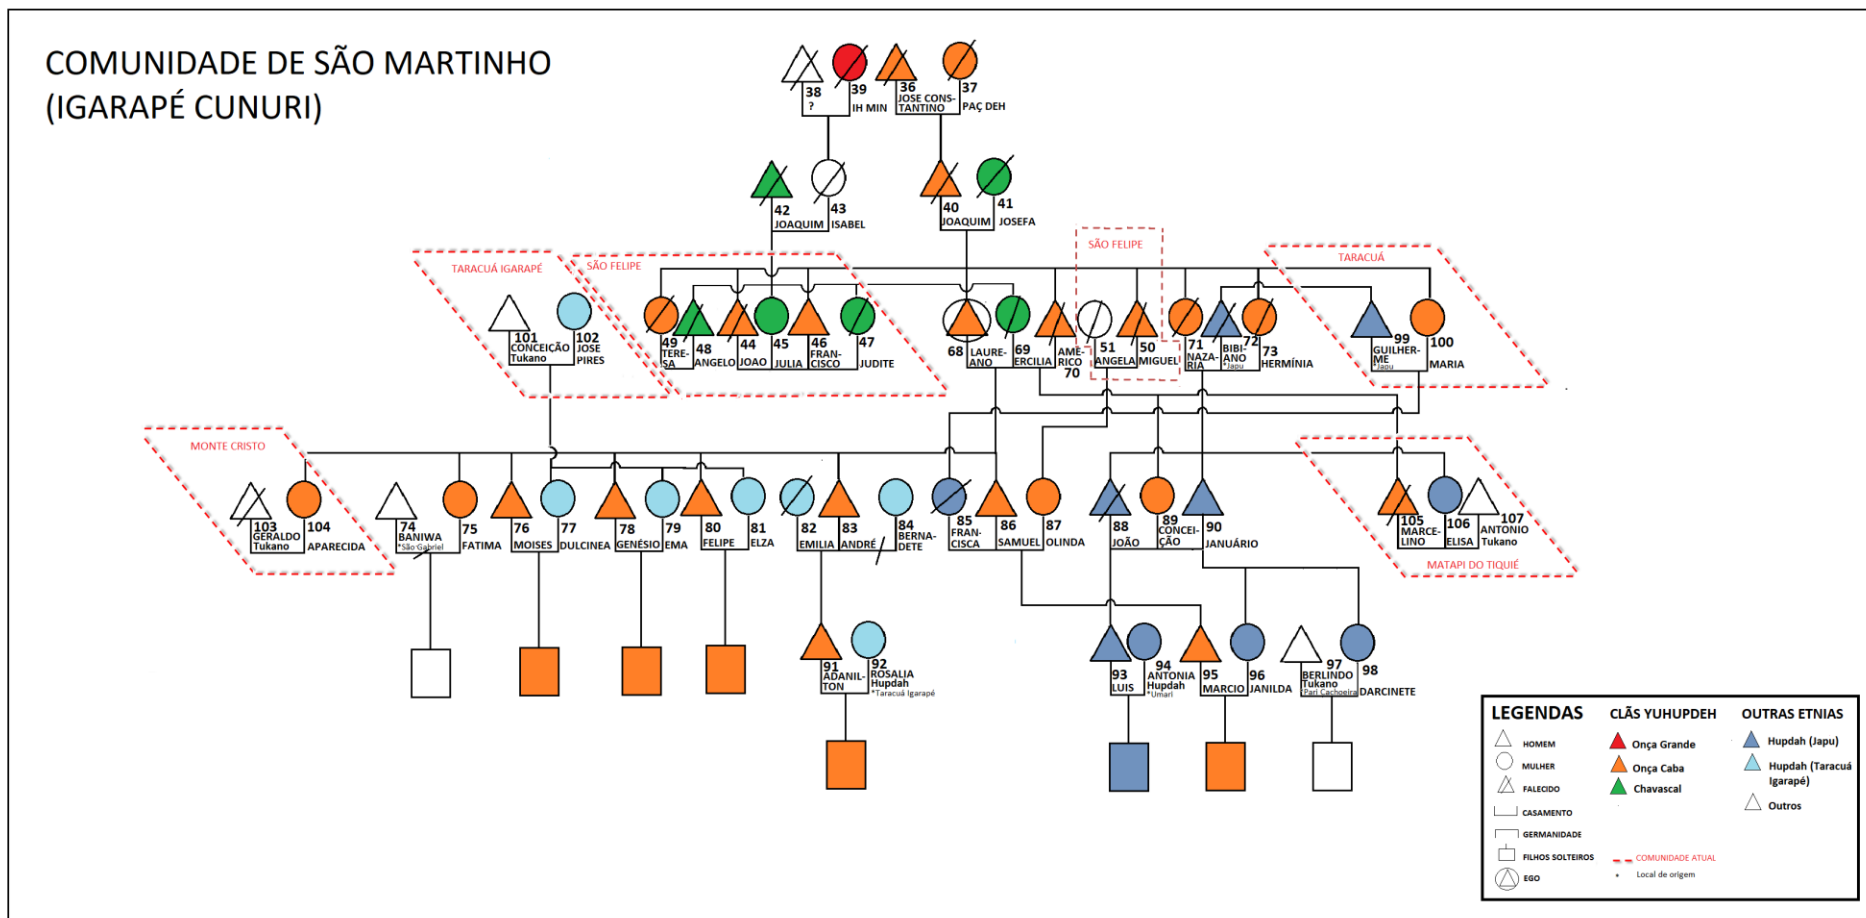 COMUNIDADE DE SÃO MARTINHO
(IGARAPÉ CUNURI)
38
?
39
IH MIN
36
JOSE CONS-
TANTINO
37
PAÇ DEH
42
JOAQUIM
43
ISABEL
40
JOAQUIM
41
JOSEFA
TARACUÁ IGARAPÉ
SÃO FELIPE
SÃO FELIPE
TARACUÁ
101
CONCEIÇÃO
Tukano
102
JOSE
PIRES
49
TERE-
SA
48
ANGELO
44
JOAO
45
JULIA
46
FRAN-
CISCO
47
JUDITE
68
LAURE-
ANO
69
ERCILIA
AMÉ-
RICO
70
51
ANGELA
50
MIGUEL
71
NAZA-
RIA
72
BIBI-
ANO
*Japu
73
HERMÍNIA
99
GUILHER-
ME
*Japu
100
MARIA
MONTE CRISTO
103
GERALDO
Tukano
104
APARECIDA
74
BANIWA
*São Gabriel
75
FATIMA
76
MOISES
77
DULCINEA
78
GENÉSIO
79
EMA
80
FELIPE
81
ELZA
82
EMILIA
83
ANDRÉ
84
BERNA-
DETE
85
FRAN-
CISCA
86
SAMUEL
87
OLINDA
88
JOÃO
89
CONCEI-
ÇÃO
90
JANUÁRIO
105
MARCE-
LINO
106
ELISA
107
ANTONIO
Tukano
MATAPI DO TIQUIÉ
91
ADANIL-
TON
92
ROSALIA
Hupdah
*Taracuá Igarapé
93
LUIS
94
ANTONIA
Hupdah
*Umari
95
MARCIO
96
JANILDA
97
BERLINDO
Tukano
*Pari Cachoeira
98
DARCINETE
LEGENDAS
HOMEM
MULHER
FALECIDO
CASAMENTO
GERMANIDADE
FILHOS SOLTEIROS
EGO
CLÃS YUHUPDEH
Onça Grande
Onça Caba
Chavascal
COMUNIDADE ATUAL
* Local de origem
OUTRAS ETNIAS
Hupdah (Japu)
Hupdah (Taracuá
Igarapé)
Outros